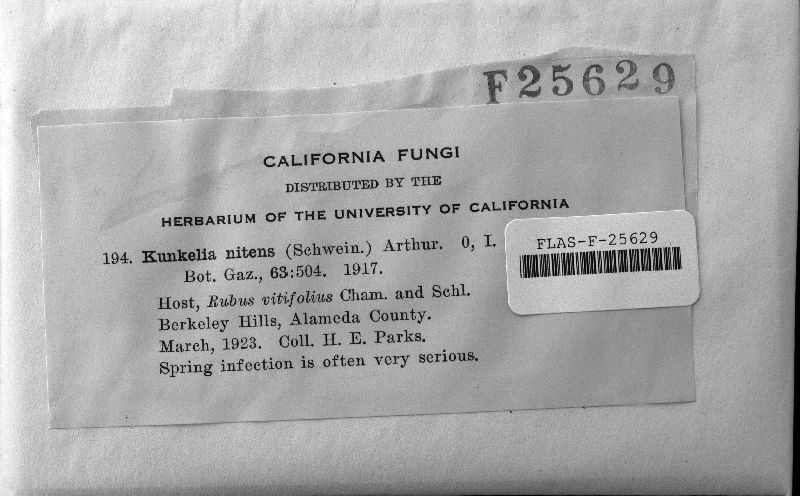 F25629
CALIFORNIA FUNGI
DISTRIBUTED BY THE
HERBARIUM OF THE UNIVERSITY OF CALIFORNIA
194. Kunkelia nitens (Schwein.) Arthur. 0, I.
Bot. Gaz., 63:504. 1917.
Host, Rubus vitifolius Cham. and Schl.
Berkeley Hills, Alameda County.
March, 1923. Coll. H. E. Parks.
Spring infection is often very serious.
FLAS-F-25629